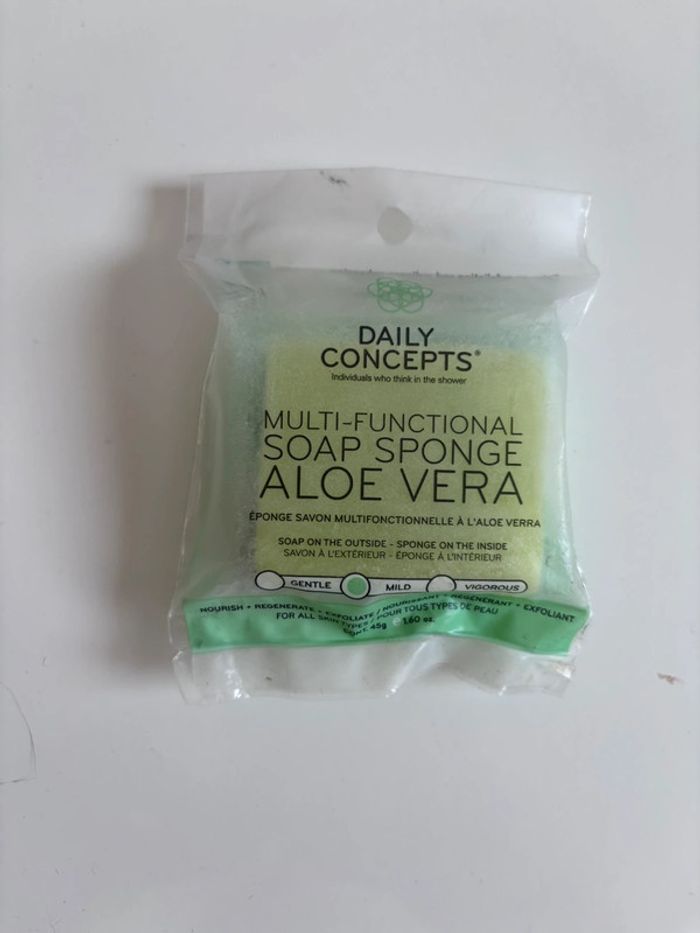 DAILY
CONCEPTS®
Individuals who think in the shower
MULTI-FUNCTIONAL
SOAP SPONGE
ALOE VERA
ÉPONGE SAVON MULTIFONCTIONNELLE À L'ALOE VERRA
SOAP ON THE OUTSIDE - SPONGE ON THE INSIDE
SAVON À L'EXTÉRIEUR - ÉPONGE À L'INTÉRIEUR
GENTLE MILD VIGOROUS
NOURISH • REGENERATE • EXFOLIATE / NOURISSANT • REGÉNÉRANT • EXFOLIANT
FOR ALL SKIN TYPES / POUR TOUS TYPES DE PEAU
CONT. 45g e 1.60 oz.